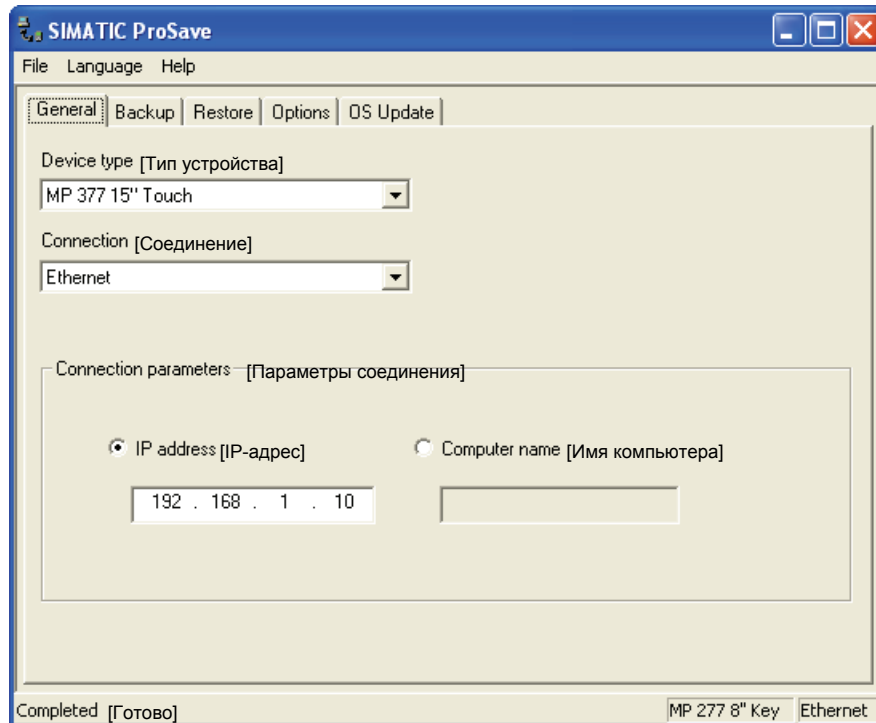 SIMATIC ProSave
File Language Help
General Backup Restore Options OS Update
Device type [Тип устройства]
MP 377 15" Touch
Connection [Соединение]
Ethernet
Connection parameters [Параметры соединения]
IP address [IP-адрес] Computer name [Имя компьютера]
192 . 168 . 1 . 10
Completed [Готово] MP 277 8" Key Ethernet